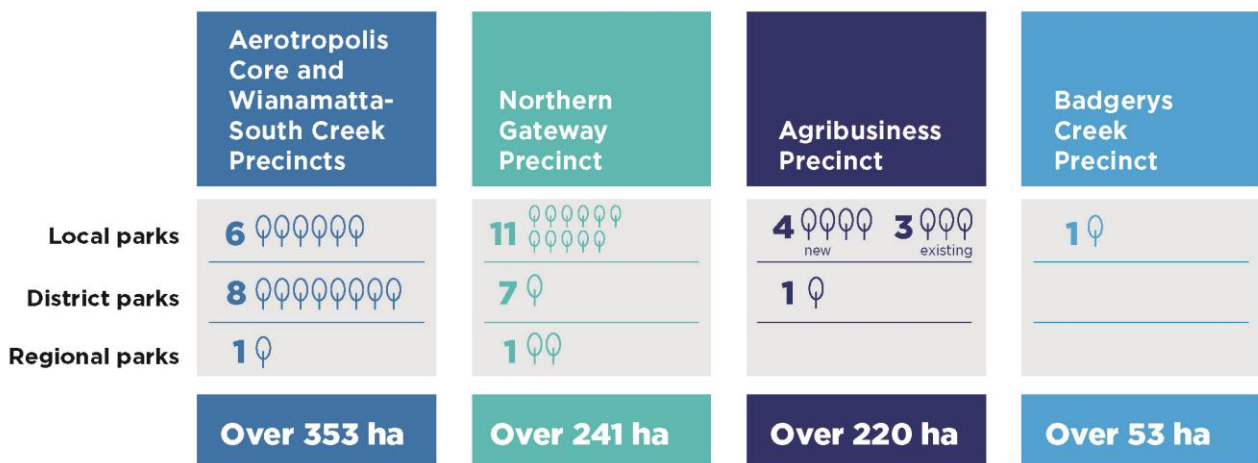 Aerotropolis
Core and
Wianamatta-
South Creek
Precincts
Northern
Gateway
Precinct
Agribusiness
Precinct
Badgerys
Creek
Precinct
Local parks 6 11 4 new 3 existing 1
District parks 8 7 1
Regional parks 1 1
Over 353 ha Over 241 ha Over 220 ha Over 53 ha